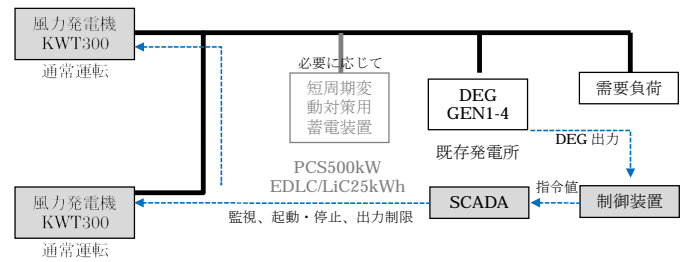 風力発電機
KWT300
通常運転
必要に応じて
短周期変
動対策用
蓄電装置
PCS500kW
EDLC/LiC25kWh
DEG
GEN1-4
既存発電所
需要負荷
DEG 出力
風力発電機
KWT300
通常運転
監視、起動・停止、出力制限
SCADA
指令値
制御装置